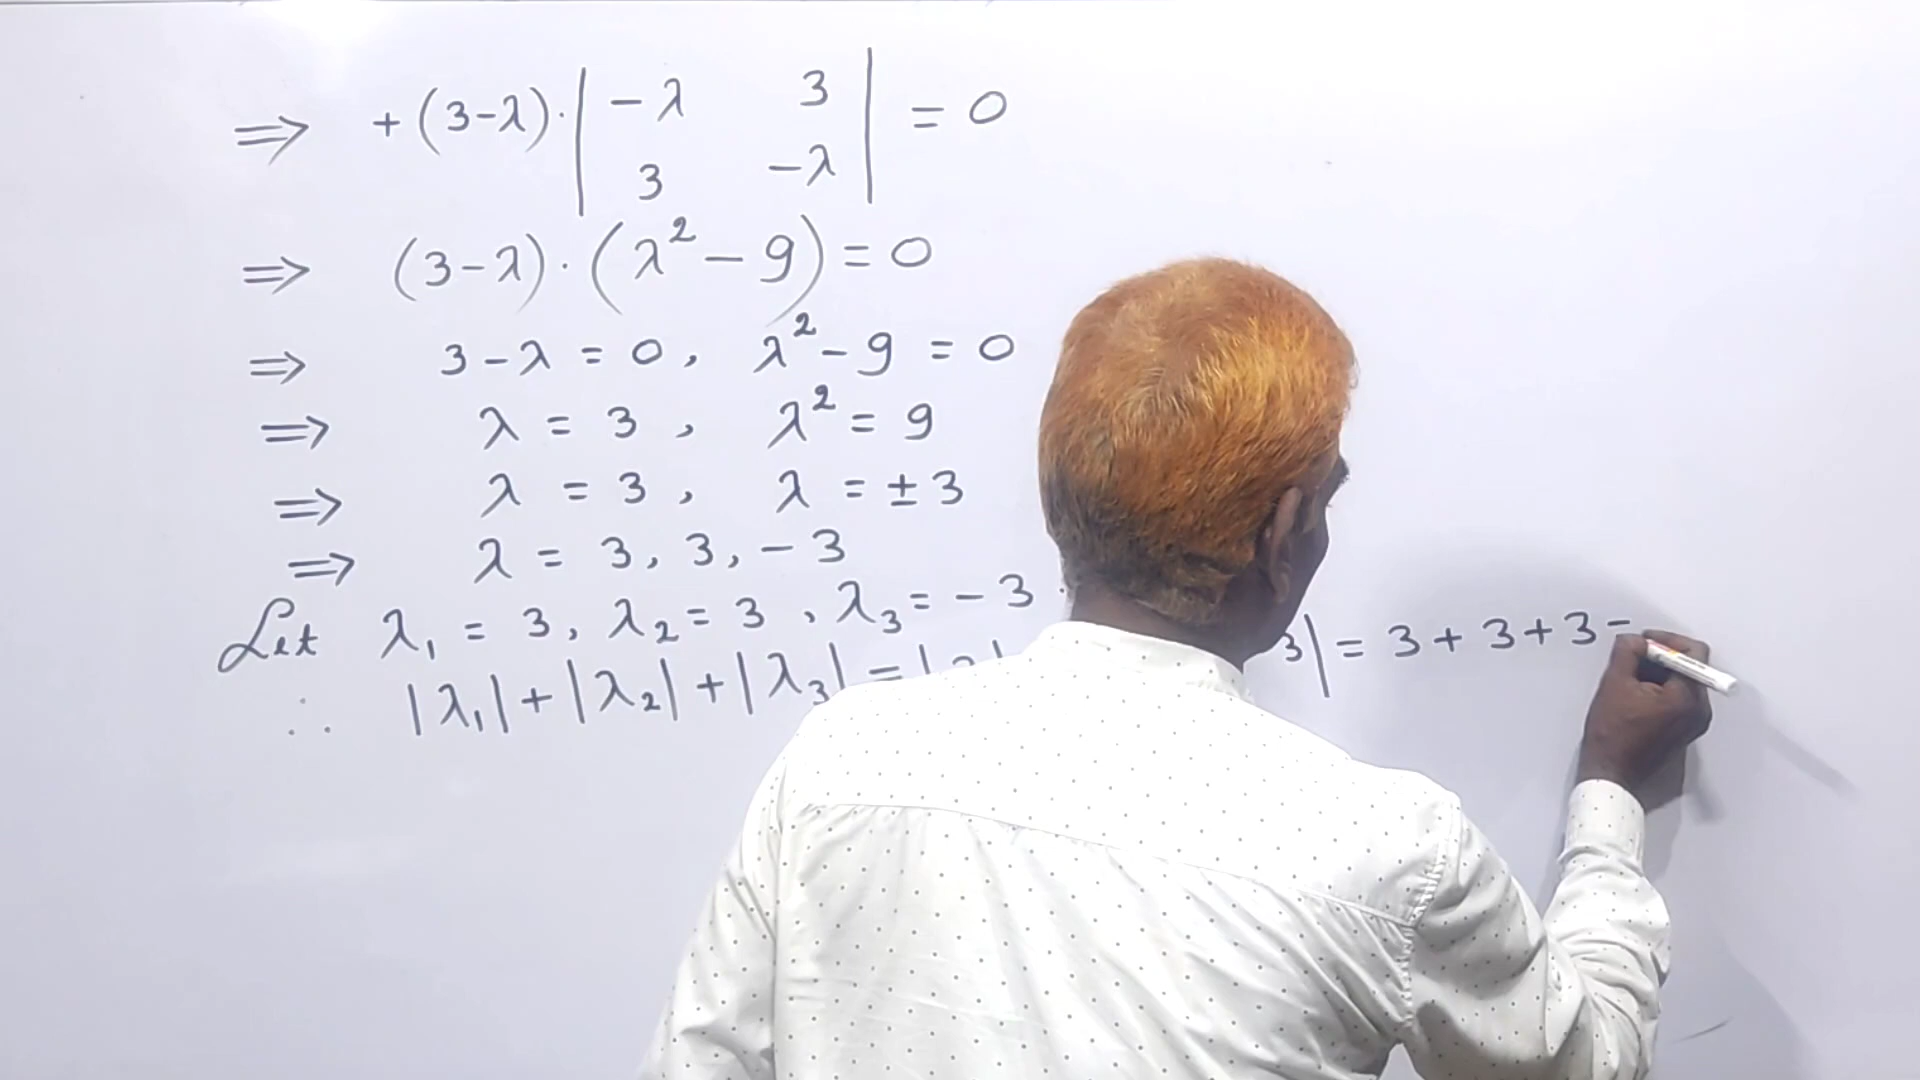 ⇒ + (3-λ) · | -λ 3 | = 0
| 3 -λ |
⇒ (3-λ) · (λ² - 9) = 0
⇒ 3-λ = 0, λ² - 9 = 0
⇒ λ = 3, λ² = 9
⇒ λ = 3, λ = ±3
⇒ λ = 3, 3, -3
Let λ₁ = 3, λ₂ = 3, λ₃ = -3
∴ |λ₁| + |λ₂| + |λ₃| = 3| = 3 + 3 + 3 =